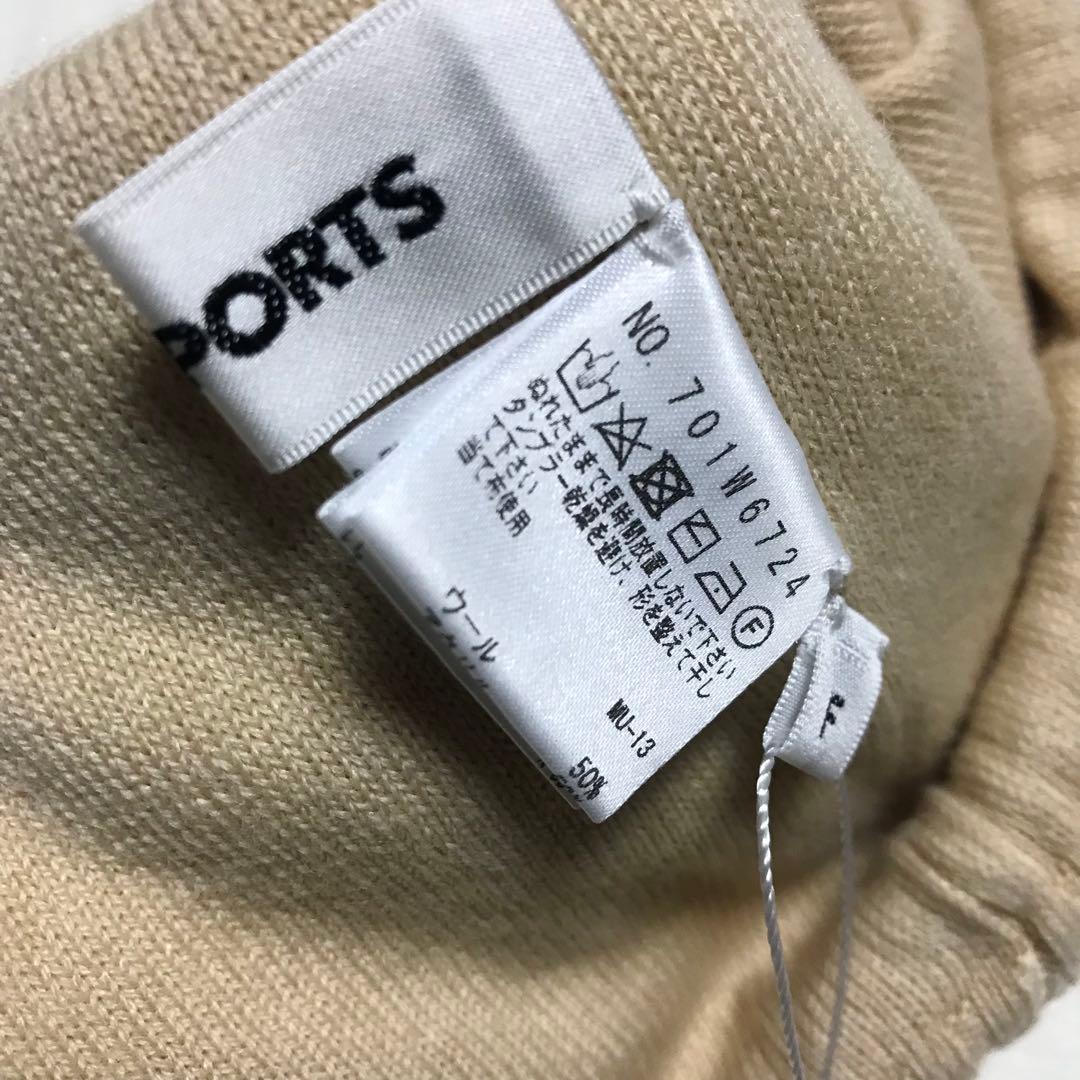 PORTS
NO. 701W6724
F
ぬれたままで長時間放置しないで下さい
タンブラー乾燥を避け、形を整えて干し
て下さい
当て布使用
ウール 50%
MU-13